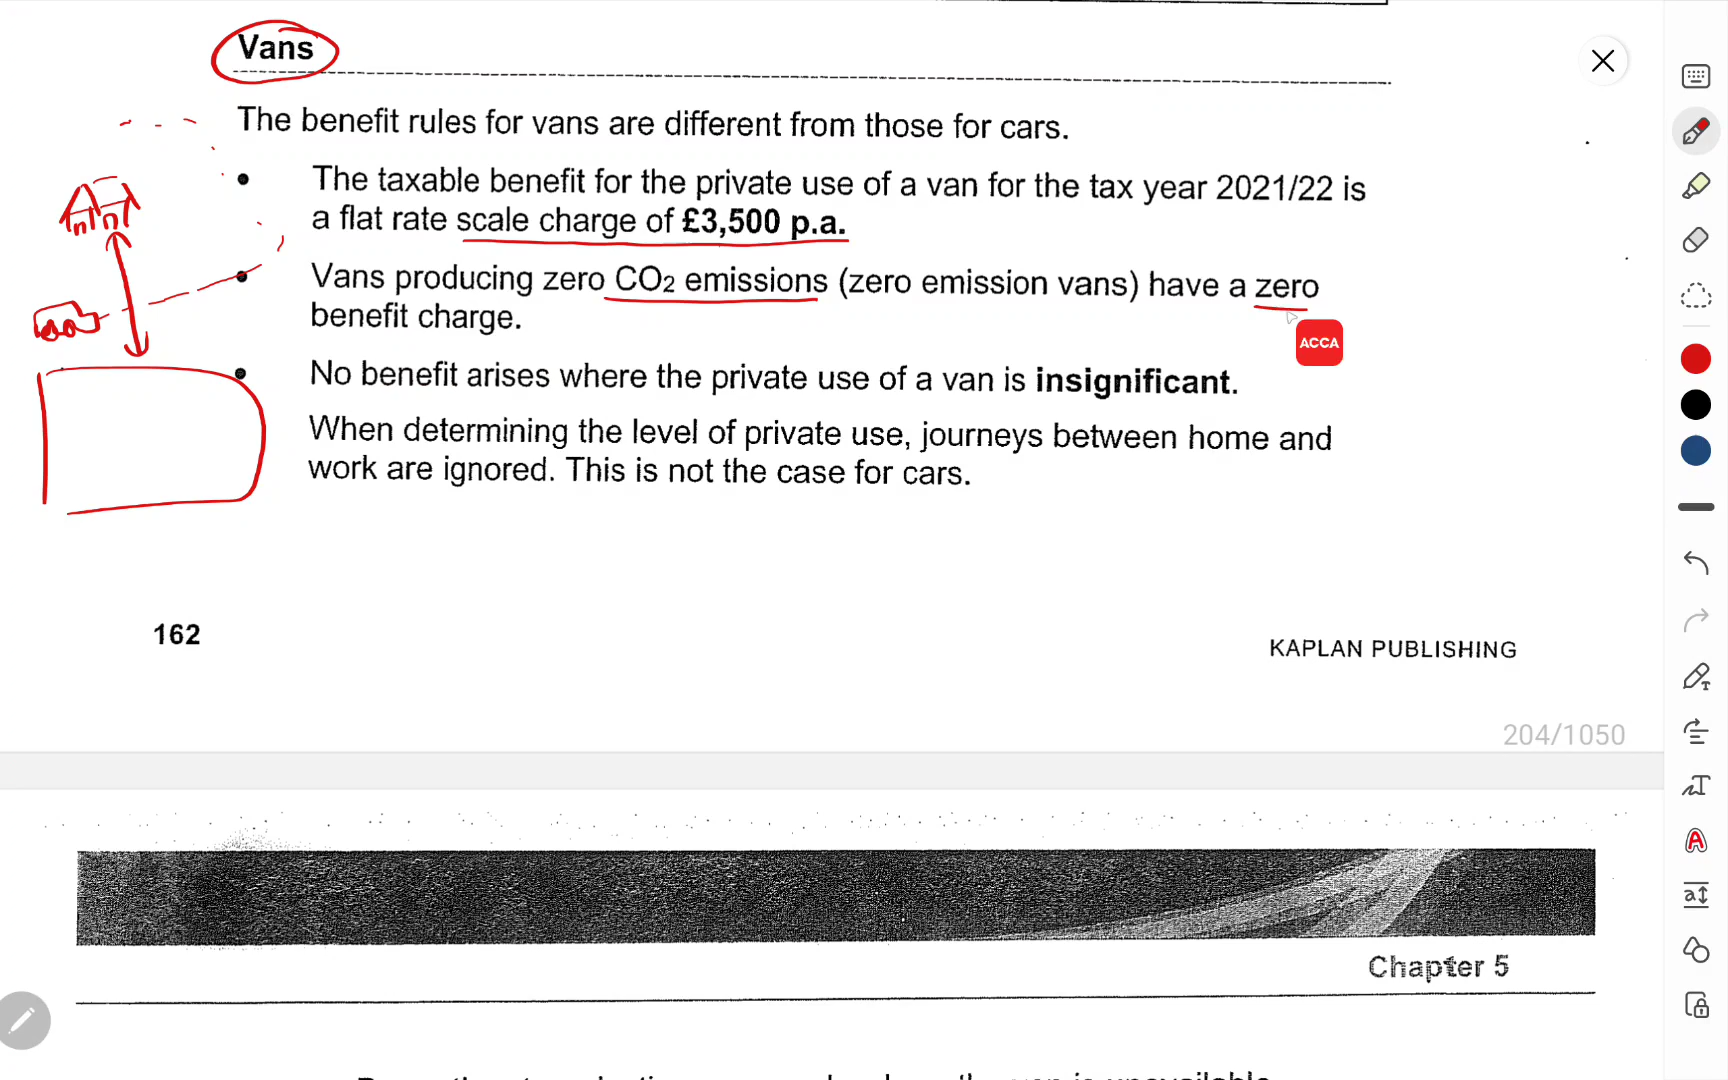 Vans
The benefit rules for vans are different from those for cars.
• The taxable benefit for the private use of a van for the tax year 2021/22 is
a flat rate scale charge of £3,500 p.a.
• Vans producing zero CO2 emissions (zero emission vans) have a zero
benefit charge.
ACCA
• No benefit arises where the private use of a van is insignificant.
When determining the level of private use, journeys between home and
work are ignored. This is not the case for cars.
162
KAPLAN PUBLISHING
204/1050
Chapter 5
van is unavailable